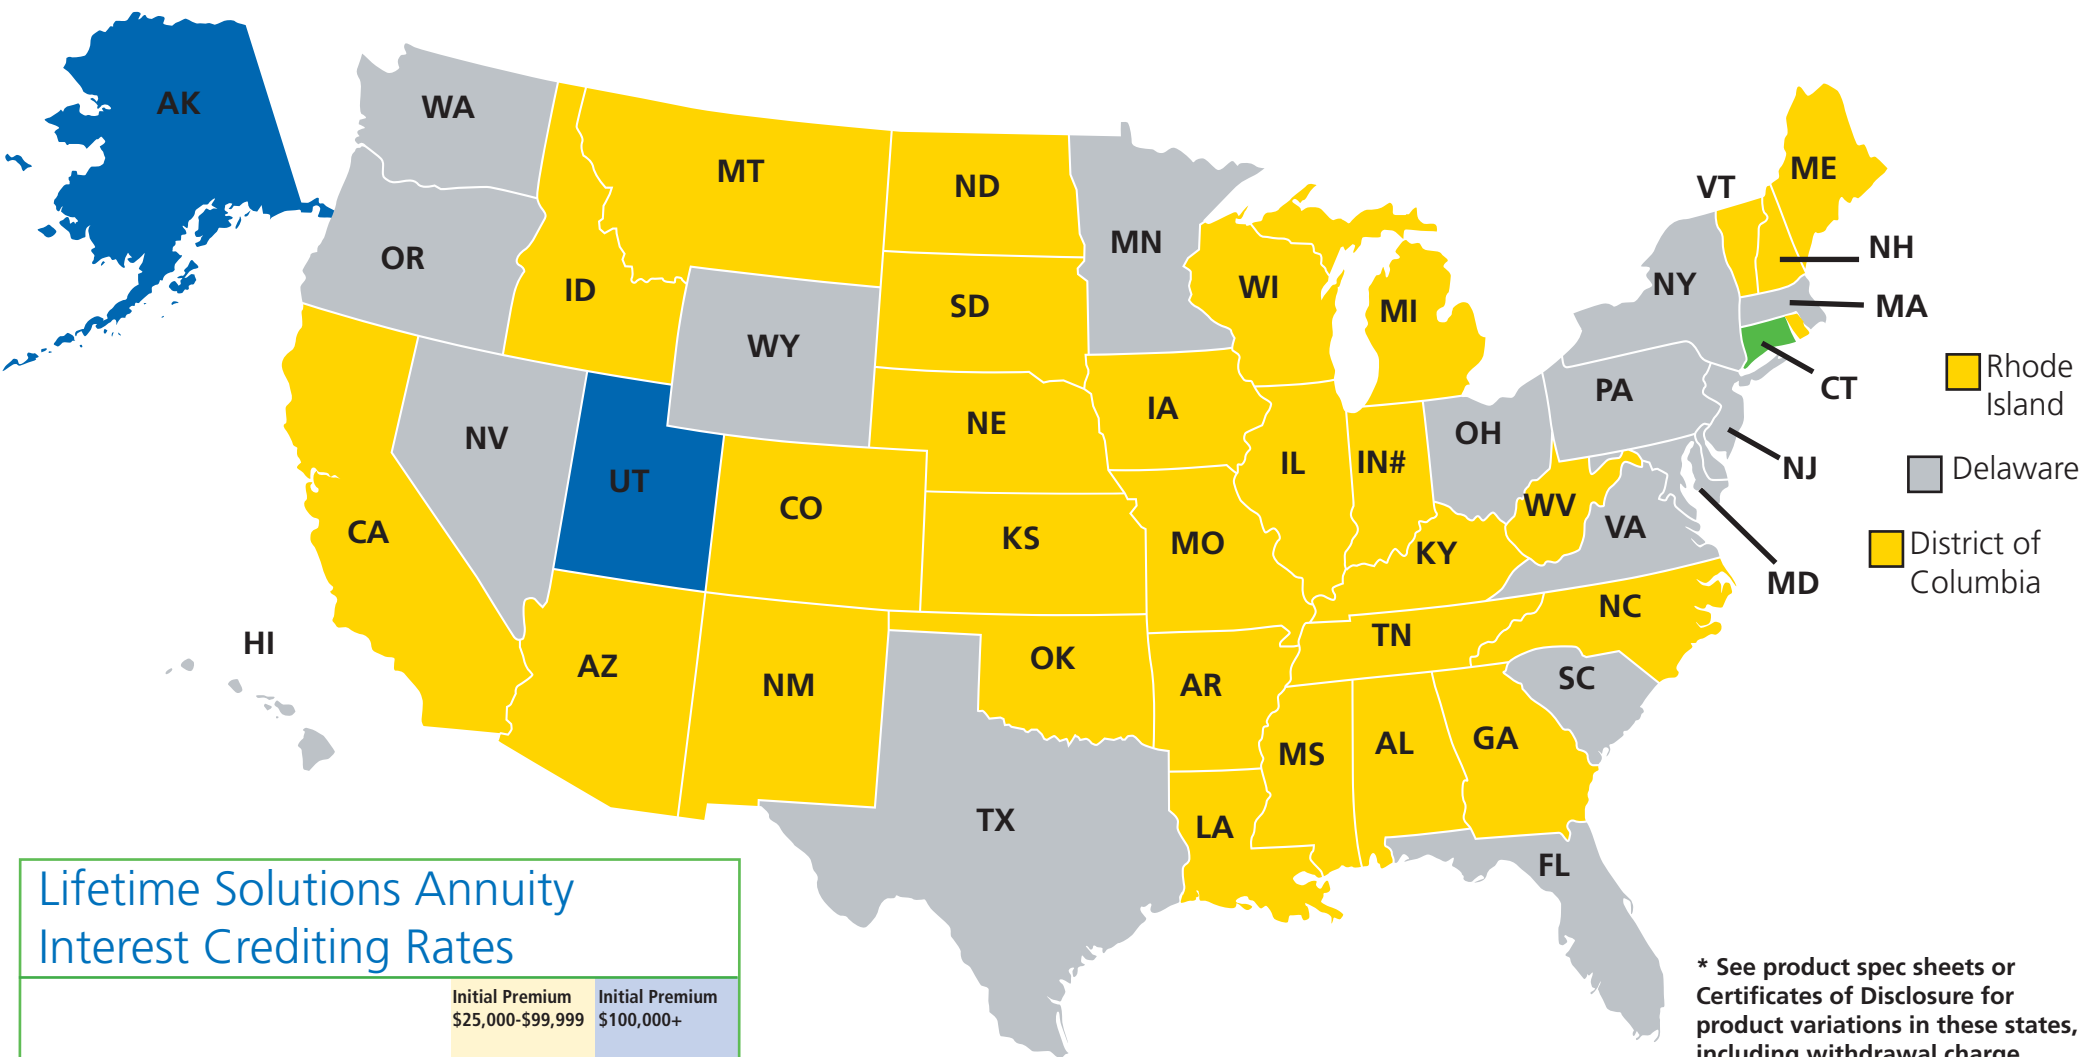 AK
WA
MT
ND
MN
ME
VT
OR
ID
SD
WI
MI
NY
NH
MA
WY
CT
Rhode
Island
NV
UT
NE
IA
PA
OH
CO
KS
MO
IL
IN#
NJ
Delaware
CA
WV
VA
KY
MD
District of
Columbia
HI
AZ
NM
OK
AR
TN
NC
SC
MS
AL
GA
TX
LA
FL
Lifetime Solutions Annuity
Interest Crediting Rates
Initial Premium
$25,000-$99,999
Initial Premium
$100,000+
* See product spec sheets or
Certificates of Disclosure for
product variations in these states,
including withdrawal charge